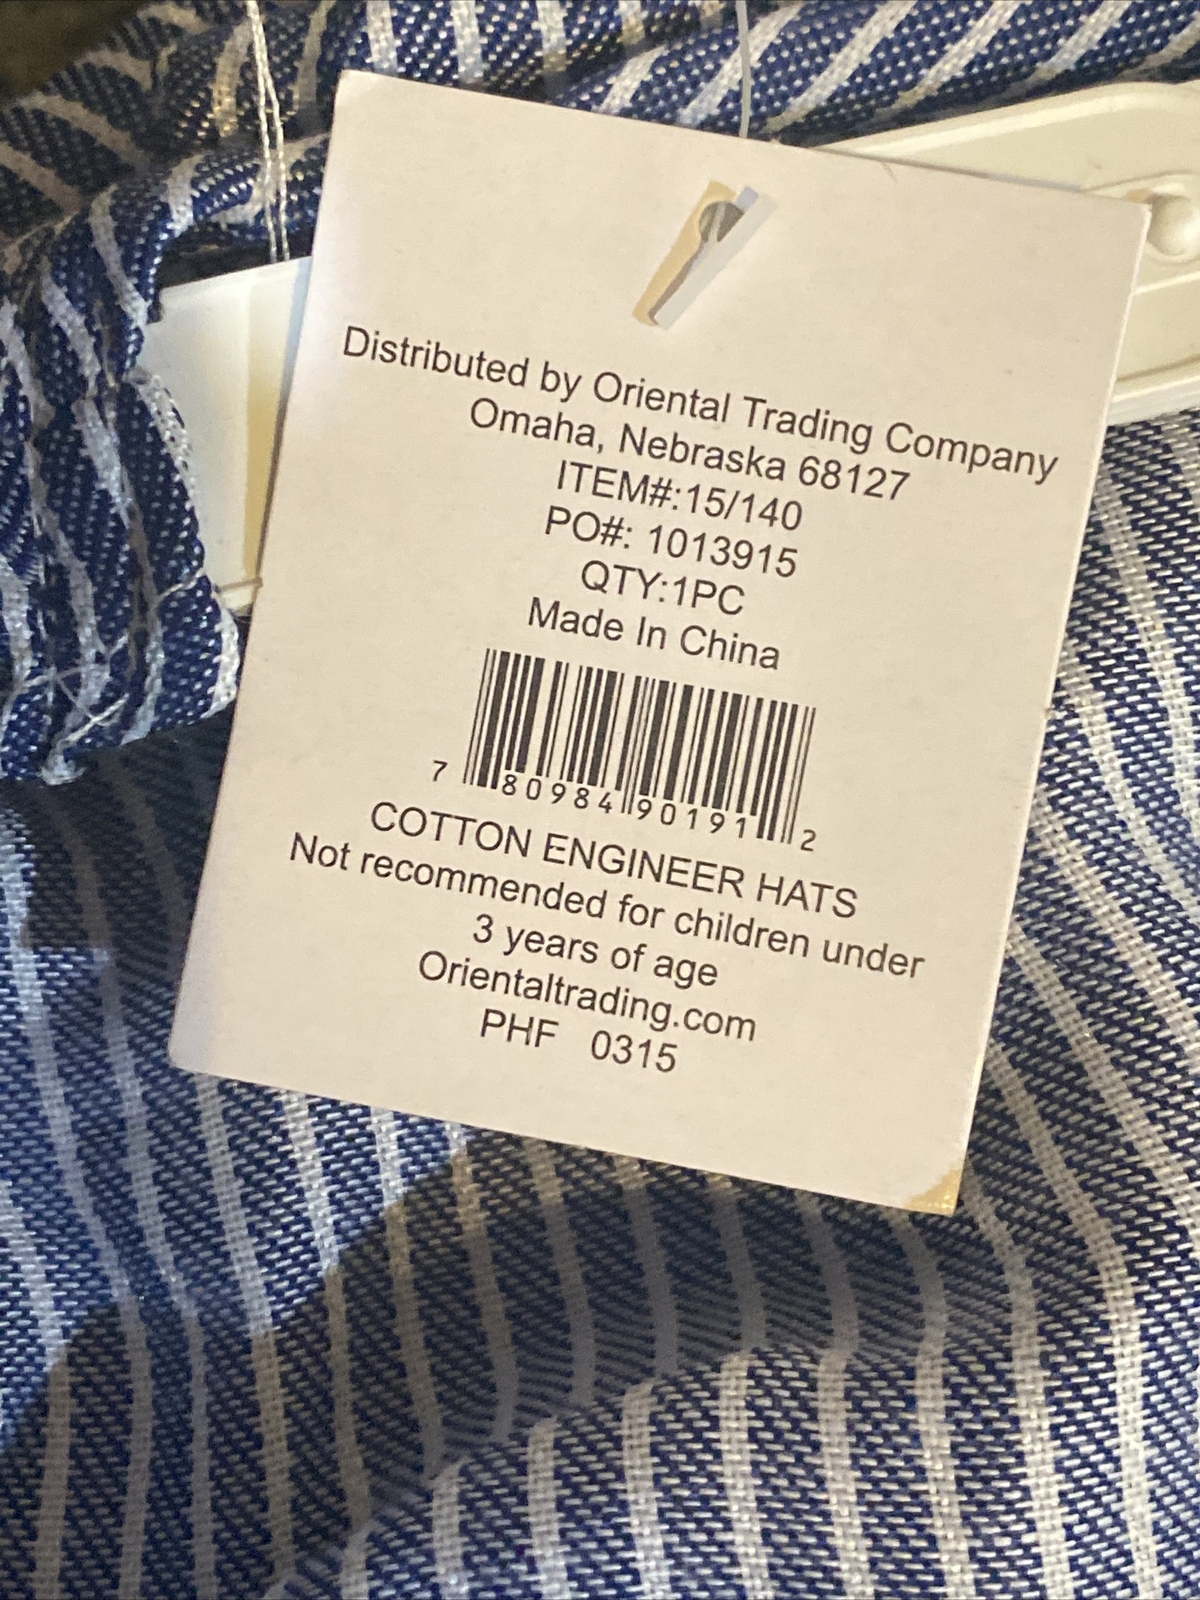 Distributed by Oriental Trading Company
Omaha, Nebraska 68127
ITEM#:15/140
PO#: 1013915
QTY:1PC
Made In China
7 80984 90191 2
COTTON ENGINEER HATS
Not recommended for children under
3 years of age
Orientaltrading.com
PHF 0315